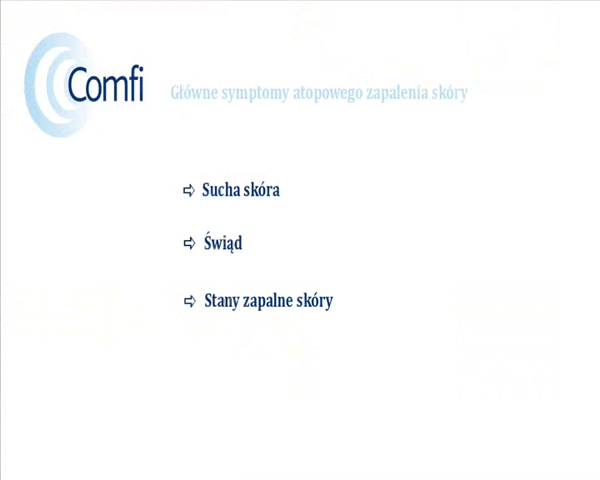 Comfi
Główne symptomy atopowego zapalenia skóry
Sucha skóra
Świąd
Stany zapalne skóry